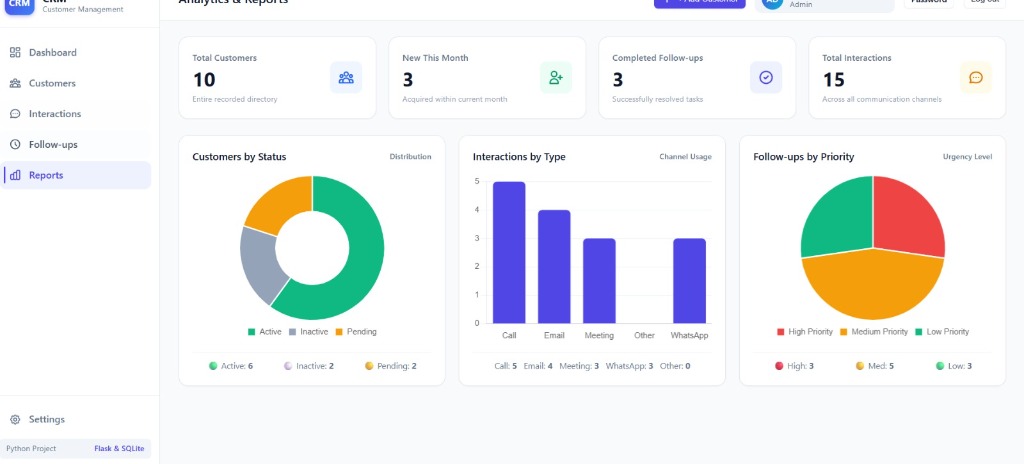 CRM
CRM
Customer Management
Dashboard
Customers
Interactions
Follow-ups
Reports
Settings
Python Project
Flask & SQLite
Analytics & Reports
+ Add Customer
AD
Admin
Password
Log out
Total Customers
10
Entire recorded directory
New This Month
3
Acquired within current month
Completed Follow-ups
3
Successfully resolved tasks
Total Interactions
15
Across all communication channels
Customers by Status
Distribution
Active
Inactive
Pending
Active: 6
Inactive: 2
Pending: 2
Interactions by Type
Channel Usage
5
4
3
2
1
0
Call
Email
Meeting
Other
WhatsApp
Call: 5 Email: 4 Meeting: 3 WhatsApp: 3 Other: 0
Follow-ups by Priority
Urgency Level
High Priority
Medium Priority
Low Priority
High: 3
Med: 5
Low: 3